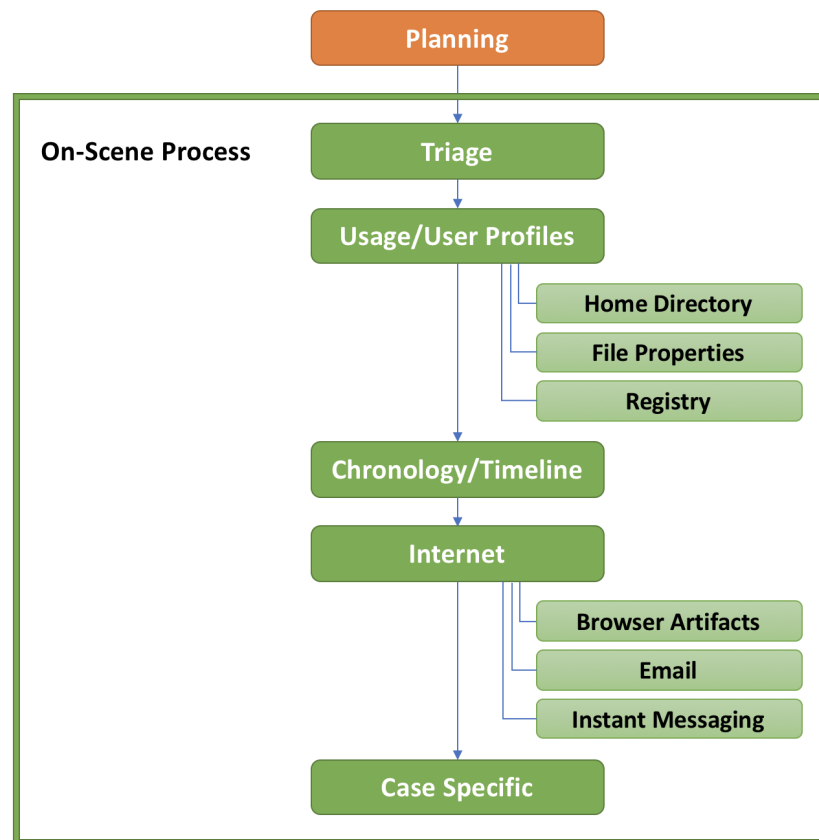 Planning
On-Scene Process
Triage
Usage/User Profiles
Home Directory
File Properties
Registry
Chronology/Timeline
Internet
Browser Artifacts
Email
Instant Messaging
Case Specific